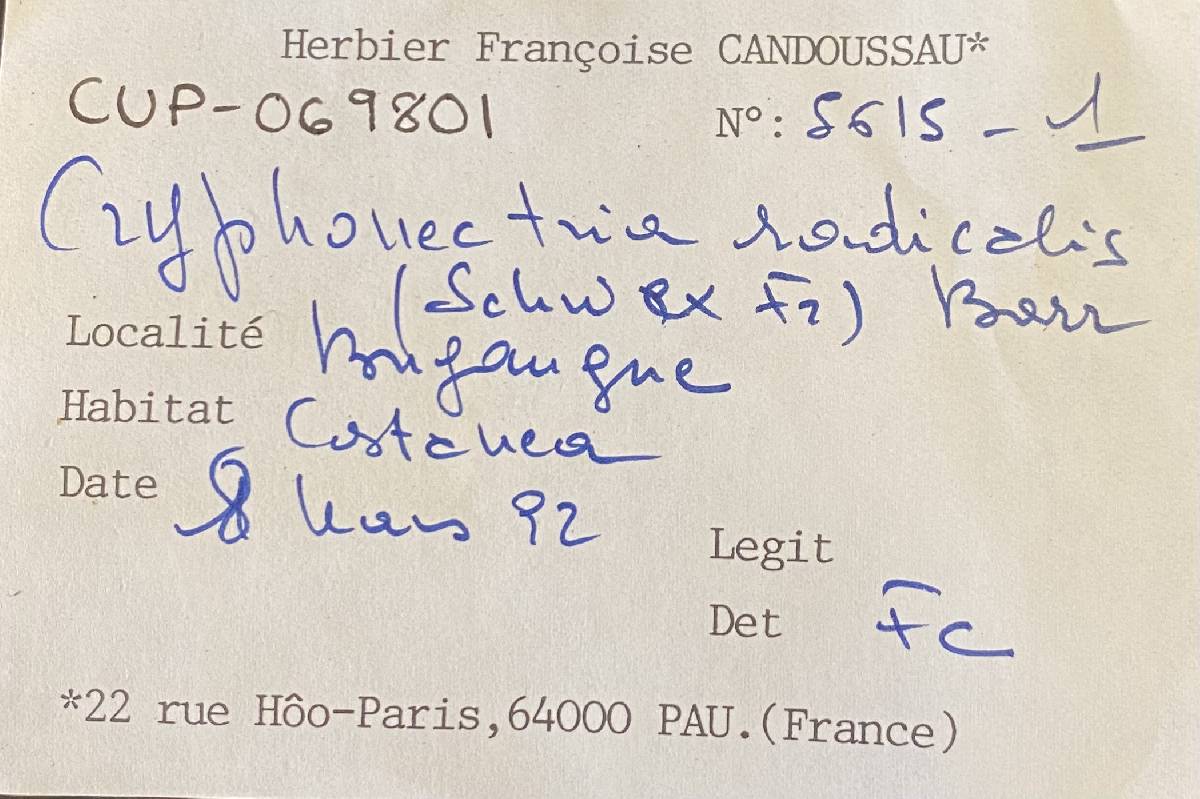 Herbier Françoise CANDOUSSAU*
CUP-069801 N°: 5615-1
Cryphonectria radicalis
(Schw ex Fr) Barr
Localité Bugangue
Habitat Castanea
Date 8 Mars 92
Legit
Det FC
*22 rue Hôo-Paris,64000 PAU.(France)